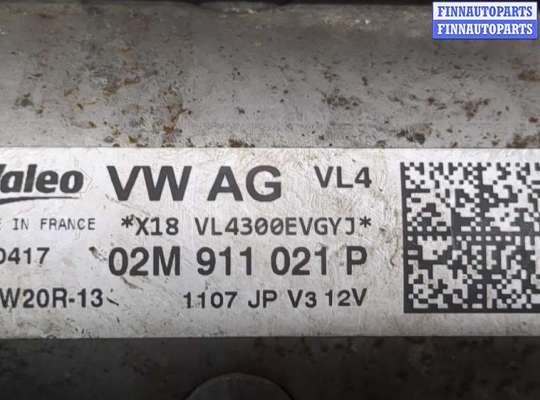 FINNAUTOPARTS
FINNAUTOPARTS
Valeo VW AG VL4
IN FRANCE *X18 VL4300EVGYJ*
0417 02M 911 021 P
W20R-13 1107 JP V3 12V